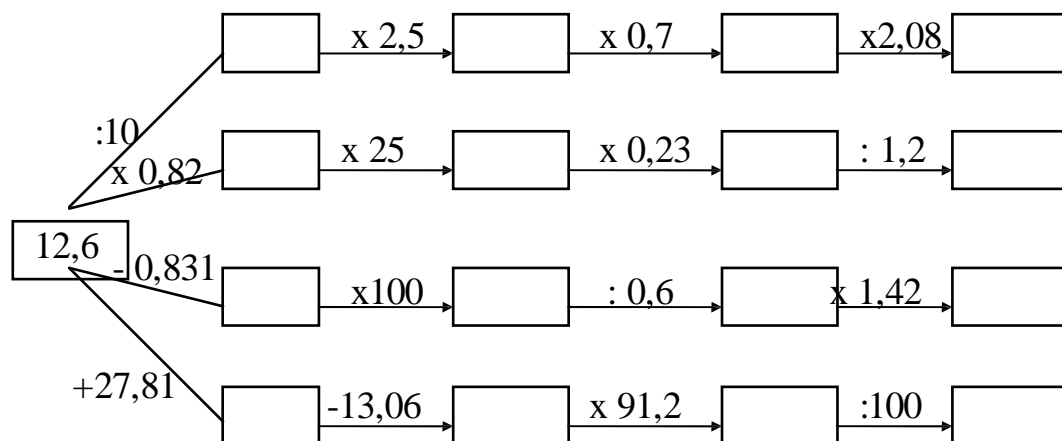 x 2,5 x 0,7 x2,08
:10
x 0,82 x 25 x 0,23 : 1,2
12,6
- 0,831 x100 : 0,6 x 1,42
+27,81 -13,06 x 91,2 :100